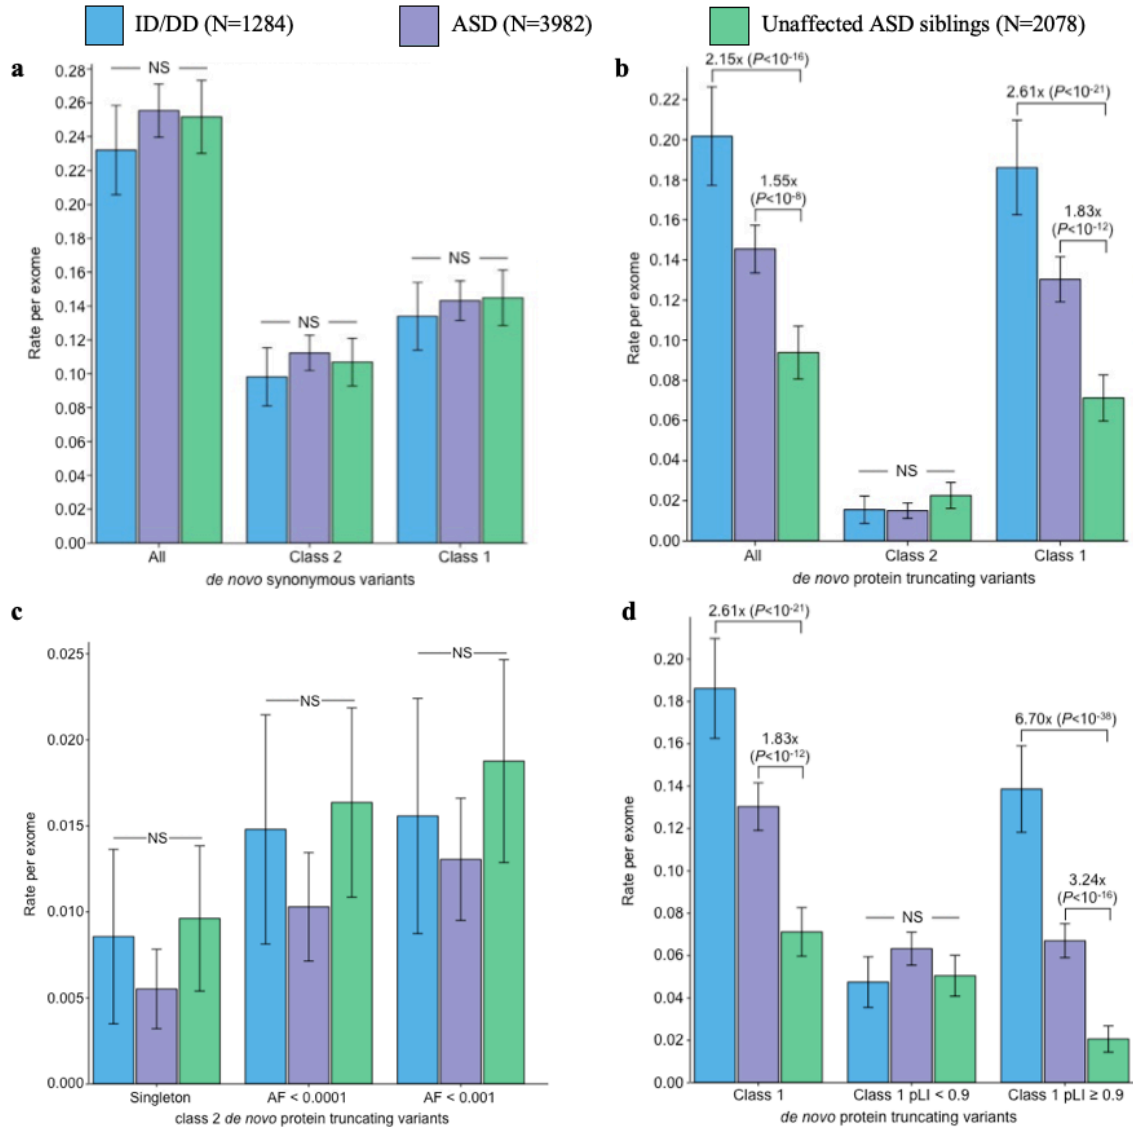 ID/DD (N=1284) ASD (N=3982) Unaffected ASD siblings (N=2078)
a
NS
NS
NS
0.28
0.26
0.24
0.22
0.20
0.18
0.16
0.14
0.12
0.10
0.08
0.06
0.04
0.02
0.00
Rate per exome
All Class 2 Class 1
de novo synonymous variants
b
2.15x (P<10-16)
1.55x
(P<10-8)
NS
2.61x (P<10-21)
1.83x
(P<10-12)
0.22
0.20
0.18
0.16
0.14
0.12
0.10
0.08
0.06
0.04
0.02
0.00
Rate per exome
All Class 2 Class 1
de novo protein truncating variants
c
NS
NS
NS
0.025
0.020
0.015
0.010
0.005
0.000
Rate per exome
Singleton AF < 0.0001 AF < 0.001
class 2 de novo protein truncating variants
d
2.61x (P<10-21)
1.83x
(P<10-12)
NS
6.70x (P<10-38)
3.24x
(P<10-16)
0.20
0.18
0.16
0.14
0.12
0.10
0.08
0.06
0.04
0.02
0.00
Rate per exome
Class 1 Class 1 pLI < 0.9 Class 1 pLI ≥ 0.9
de novo protein truncating variants